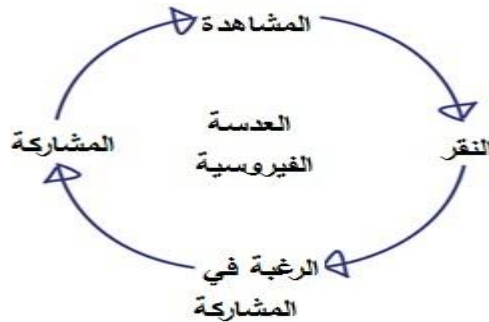 المشاهدة
النقر
الرغبة في
المشاركة
المشاركة
العدسة
الفيروسية